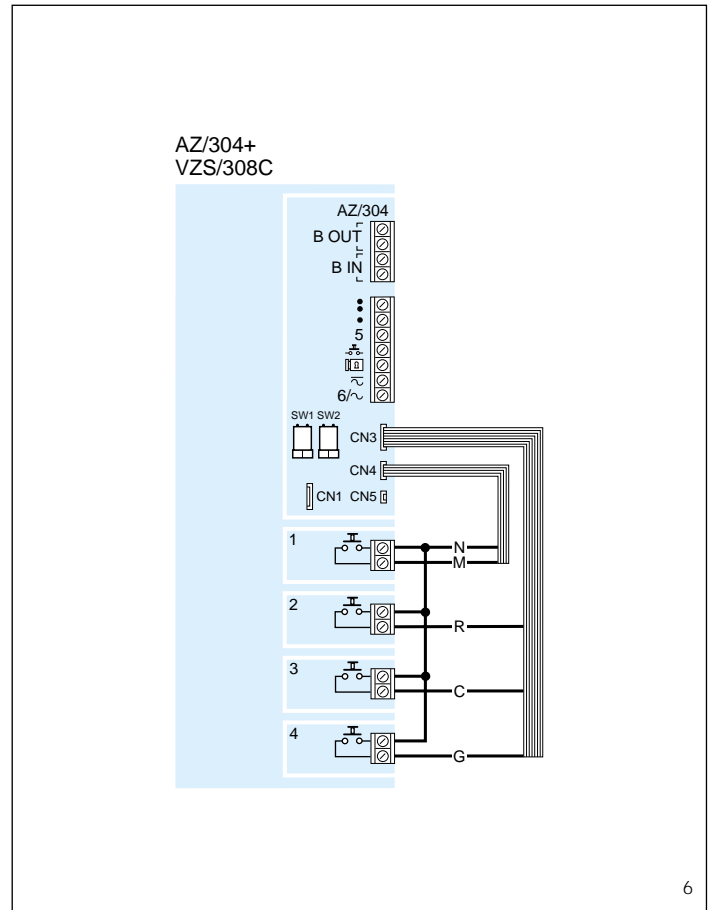 AZ/304+
VZS/308C
AZ/304
B OUT
B IN
5
6/~
SW1 SW2
CN3
CN4
CN1 CN5
1
N
M
2
R
3
C
4
G
6